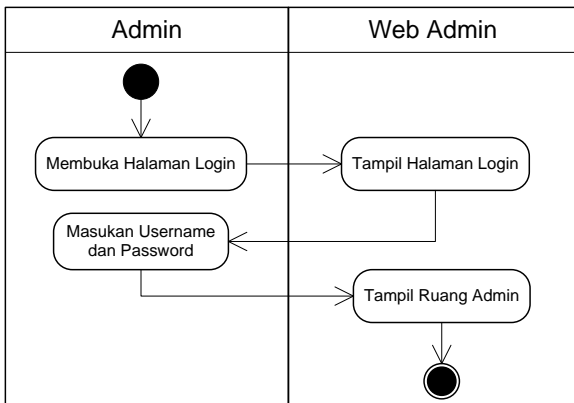 Admin
Web Admin
Membuka Halaman Login
Tampil Halaman Login
Masukan Username
dan Password
Tampil Ruang Admin